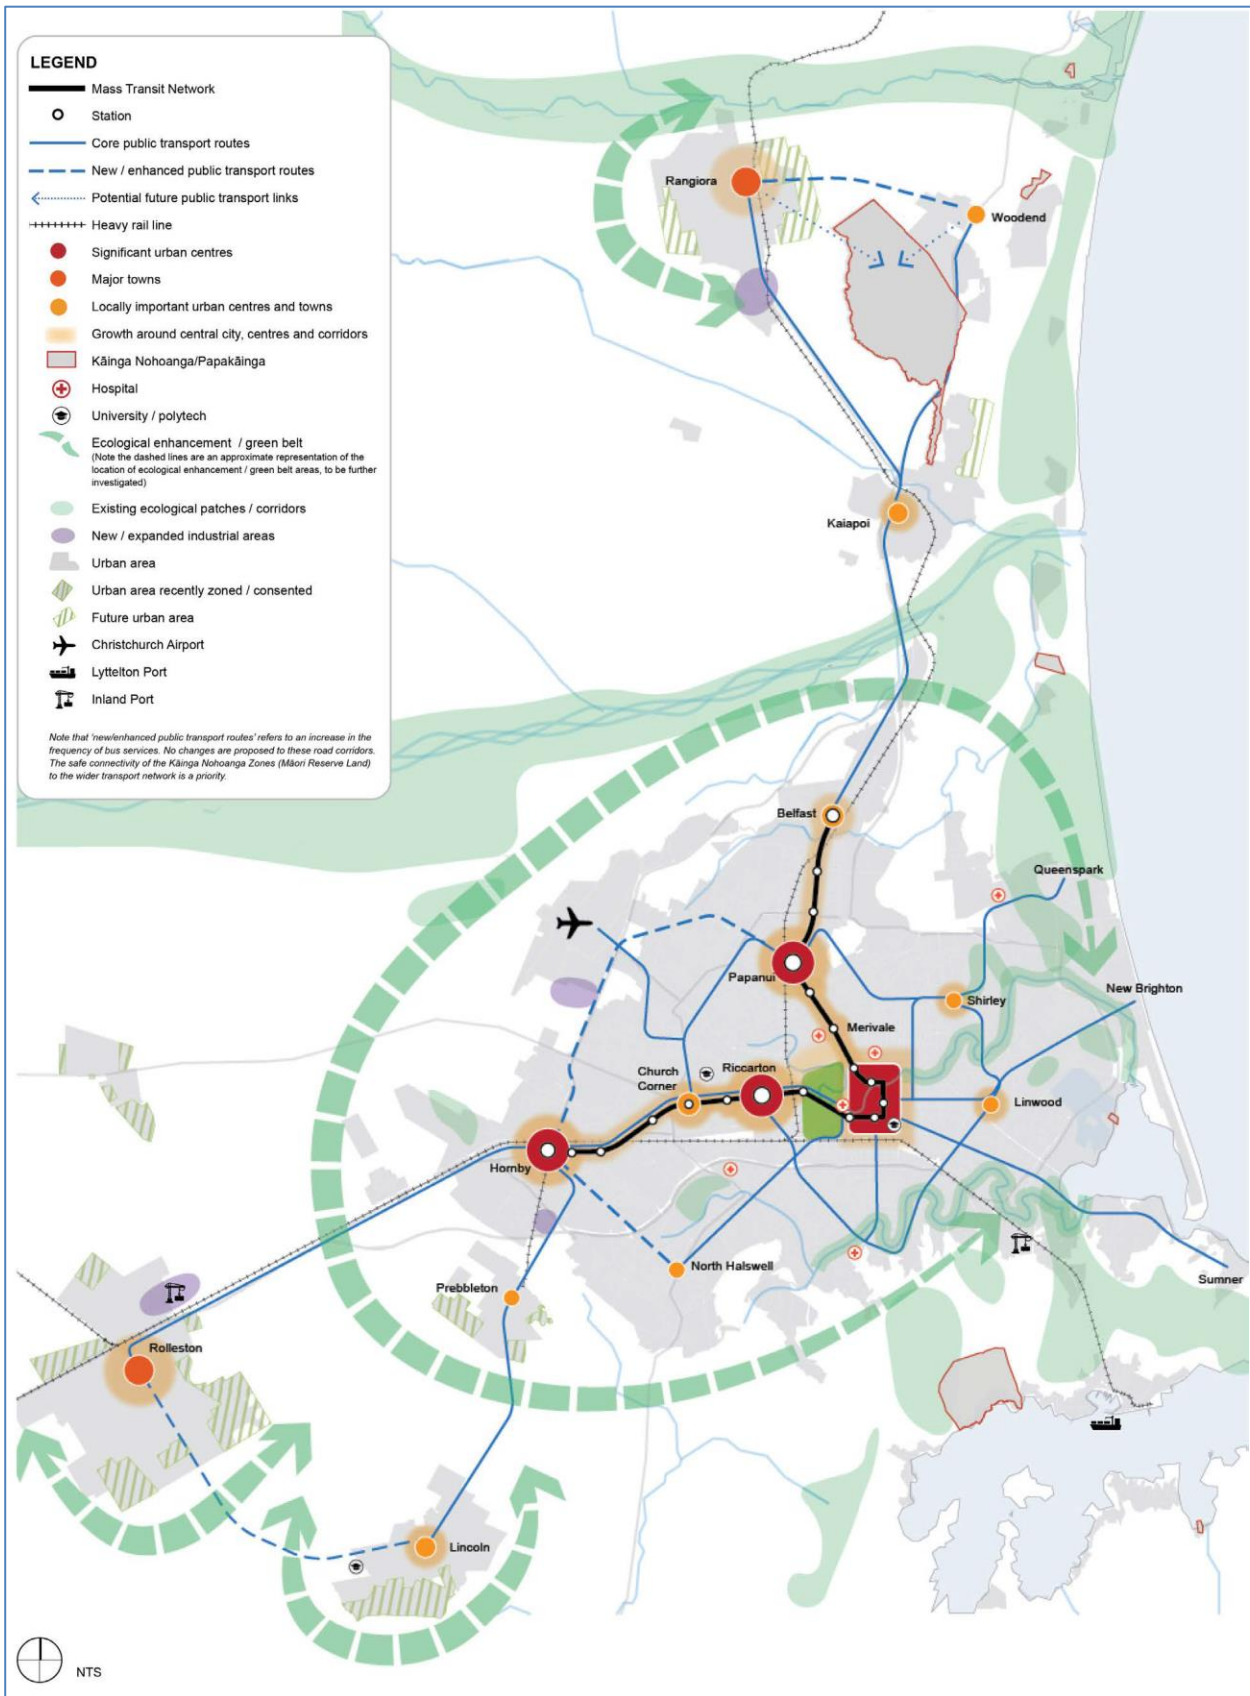 LEGEND
Mass Transit Network
Station
Core public transport routes
New / enhanced public transport routes
Potential future public transport links
Heavy rail line
Significant urban centres
Major towns
Locally important urban centres and towns
Growth around central city, centres and corridors
Kāinga Nohoanga/Papakāinga
Hospital
University / polytech
Ecological enhancement / green belt
(Note the dashed lines are an approximate representation of the
location of ecological enhancement / green belt areas, to be further
investigated)
Existing ecological patches / corridors
New / expanded industrial areas
Urban area
Urban area recently zoned / consented
Future urban area
Christchurch Airport
Lyttelton Port
Inland Port
Note that 'new/enhanced public transport routes' refers to an increase in the
frequency of bus services. No changes are proposed to these road corridors.
The safe connectivity of the Kāinga Nohoanga Zones (Māori Reserve Land)
to the wider transport network is a priority.
Rangiora
Woodend
Kaiapoi
Belfast
Queenspark
Papanui
New Brighton
Shirley
Merivale
Church
Corner
Riccarton
Linwood
Hornby
North Halswell
Sumner
Prebbleton
Rolleston
Lincoln
NTS